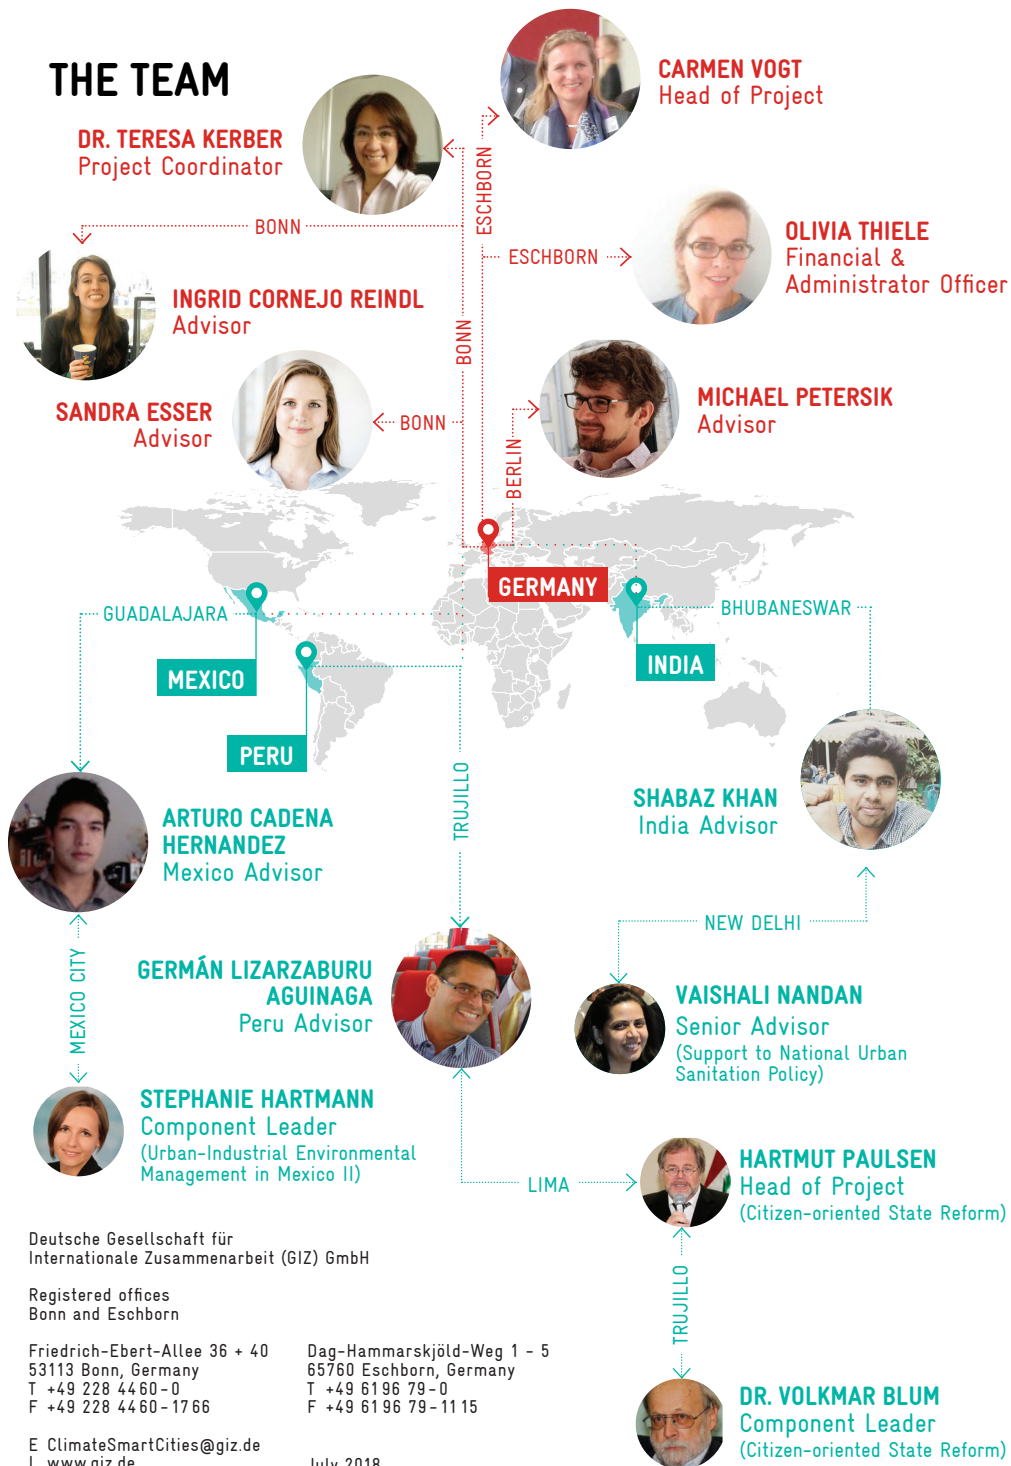 THE TEAM
CARMEN VOGT
Head of Project
DR. TERESA KERBER
Project Coordinator
ESCHBORN
BONN
OLIVIA THIELE
Financial &
Administrator Officer
ESCHBORN
INGRID CORNEJO REINDL
Advisor
BONN
SANDRA ESSER
Advisor
BONN
MICHAEL PETERSIK
Advisor
BERLIN
GERMANY
GUADALAJARA
BHUBANESWAR
MEXICO
INDIA
PERU
TRUJILLO
ARTURO CADENA
HERNANDEZ
Mexico Advisor
SHABAZ KHAN
India Advisor
NEW DELHI
MEXICO CITY
GERMÁN LIZARZABURU
AGUINAGA
Peru Advisor
VAISHALI NANDAN
Senior Advisor
(Support to National Urban
Sanitation Policy)
STEPHANIE HARTMANN
Component Leader
(Urban-Industrial Environmental
Management in Mexico II)
LIMA
HARTMUT PAULSEN
Head of Project
(Citizen-oriented State Reform)
TRUJILLO
DR. VOLKMAR BLUM
Component Leader
(Citizen-oriented State Reform)
Deutsche Gesellschaft für
Internationale Zusammenarbeit (GIZ) GmbH
Registered offices
Bonn and Eschborn
Friedrich-Ebert-Allee 36 + 40
53113 Bonn, Germany
T +49 228 4460-0
F +49 228 4460-1766
Dag-Hammarskjöld-Weg 1 - 5
65760 Eschborn, Germany
T +49 6196 79-0
F +49 6196 79-1115
E ClimateSmartCities@giz.de
I www.giz.de
July 2018